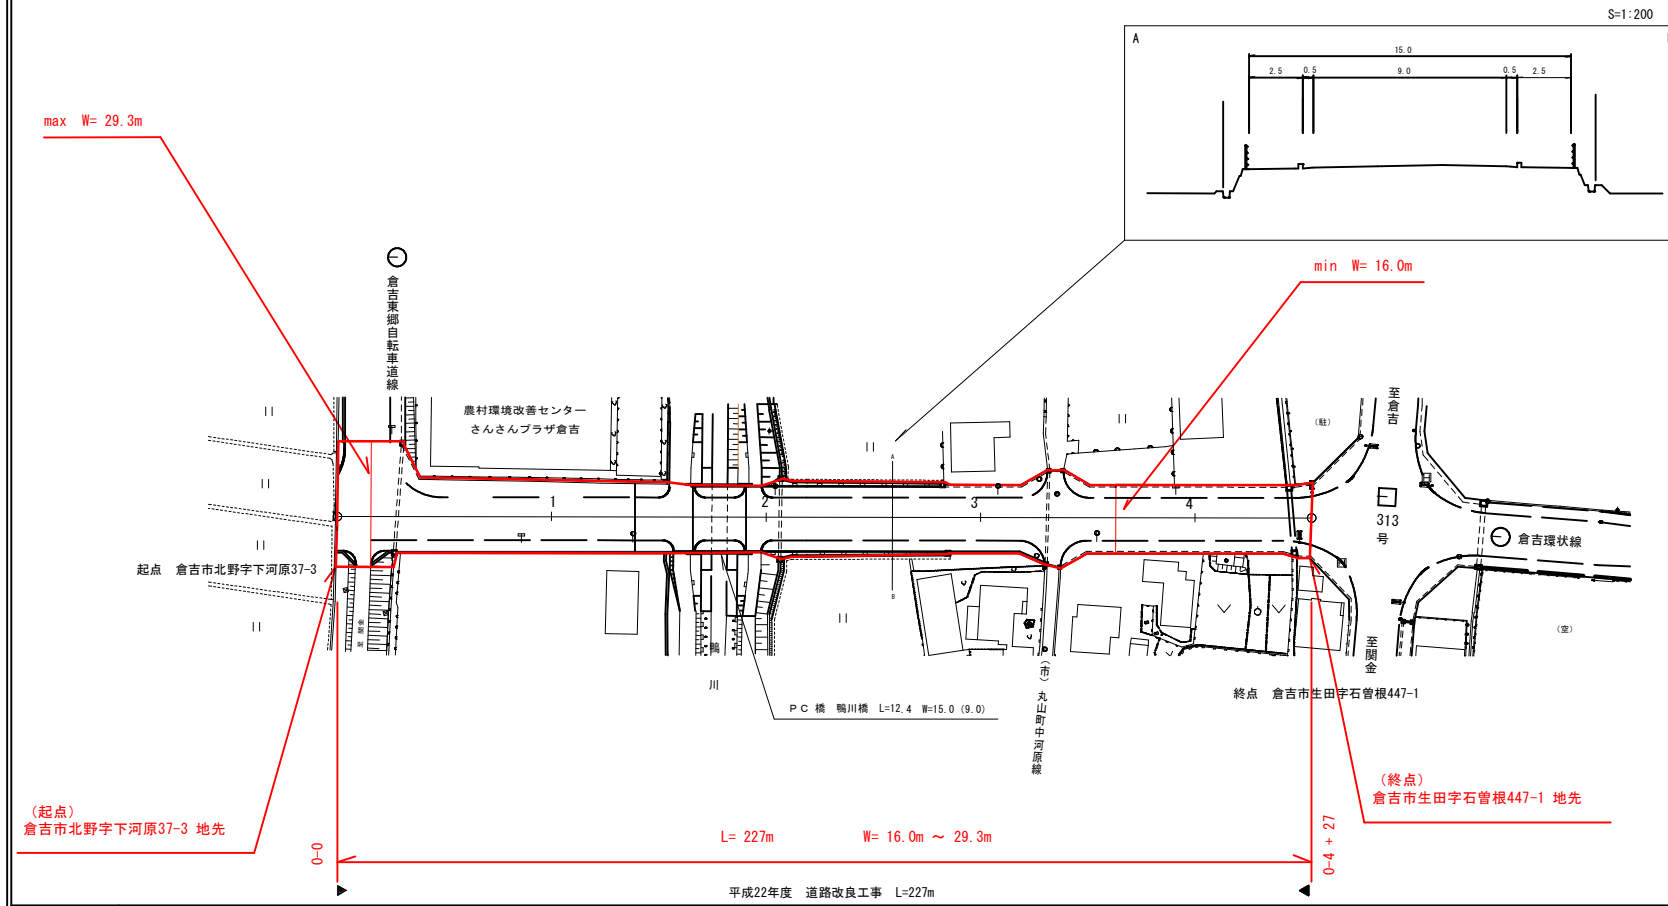 S=1:200
A
15.0
2.5 0.5 9.0 0.5 2.5
max W= 29.3m
min W= 16.0m
倉吉東郷自転車道線
農村環境改善センター
さんさんプラザ倉吉
至倉吉
(駐)
A
1 2 3 4
313
号
倉吉環状線
起点 倉吉市北野字下河原37-3
B
至 関金
鴨
川
(市)丸山町中河原線
至関金
(空)
終点 倉吉市生田字石曽根447-1
PC 橋 鴨川橋 L=12.4 W=15.0 (9.0)
(起点)
倉吉市北野字下河原37-3 地先
(終点)
倉吉市生田字石曽根447-1 地先
L= 227m W= 16.0m ～ 29.3m
0-0
0-4 + 27
平成22年度 道路改良工事 L=227m